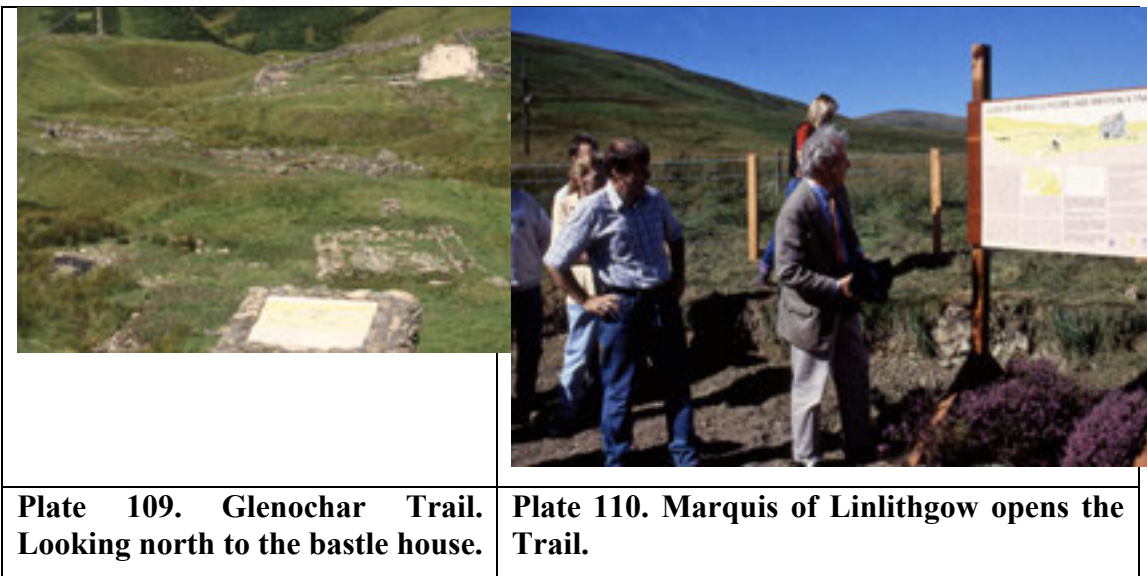 Plate 109. Glenochar Trail.
Looking north to the bastle house.
Plate 110. Marquis of Linlithgow opens the
Trail.